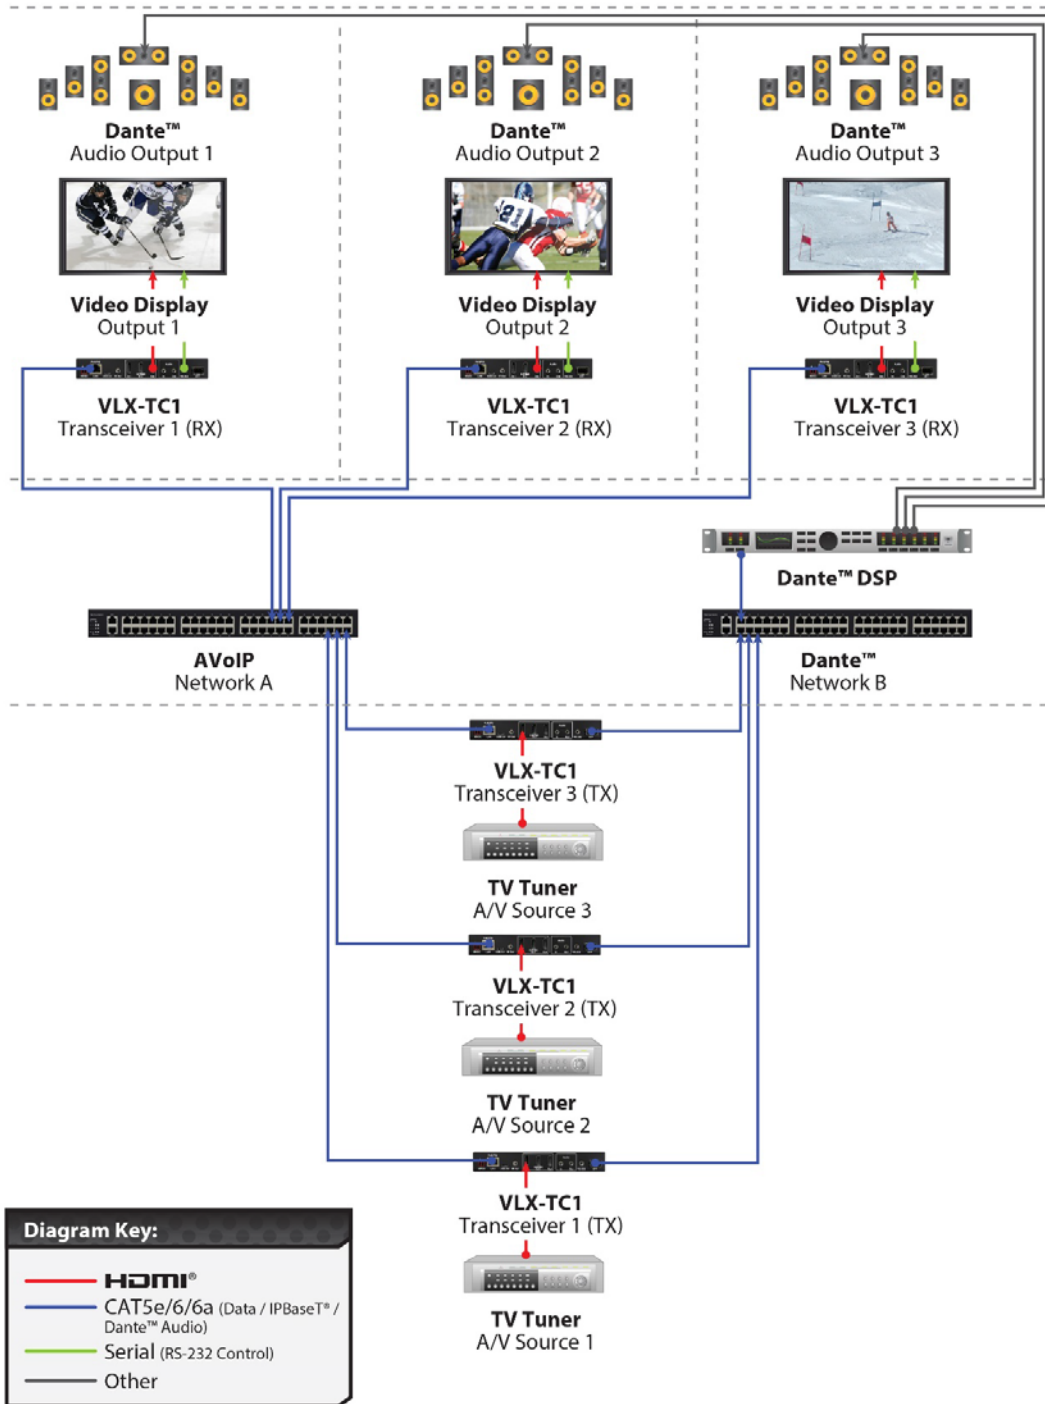 Dante™
Audio Output 1
Dante™
Audio Output 2
Dante™
Audio Output 3
81
Video Display
Output 1
Video Display
Output 2
Video Display
Output 3
VLX-TC1
Transceiver 1 (RX)
VLX-TC1
Transceiver 2 (RX)
VLX-TC1
Transceiver 3 (RX)
Dante™ DSP
AVoIP
Network A
Dante™
Network B
VLX-TC1
Transceiver 3 (TX)
TV Tuner
A/V Source 3
VLX-TC1
Transceiver 2 (TX)
TV Tuner
A/V Source 2
VLX-TC1
Transceiver 1 (TX)
TV Tuner
A/V Source 1
Diagram Key:
HDMI®
CAT5e/6/6a (Data / IPBaseT® /
Dante™ Audio)
Serial (RS-232 Control)
Other